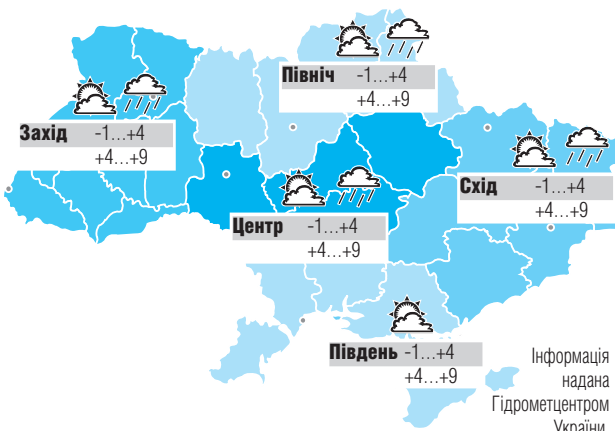 Північ -1...+4
+4...+9
Захід -1...+4
+4...+9
Схід -1...+4
+4...+9
Центр -1...+4
+4...+9
Південь -1...+4
+4...+9
Інформація
надана
Гідрометцентром
України.